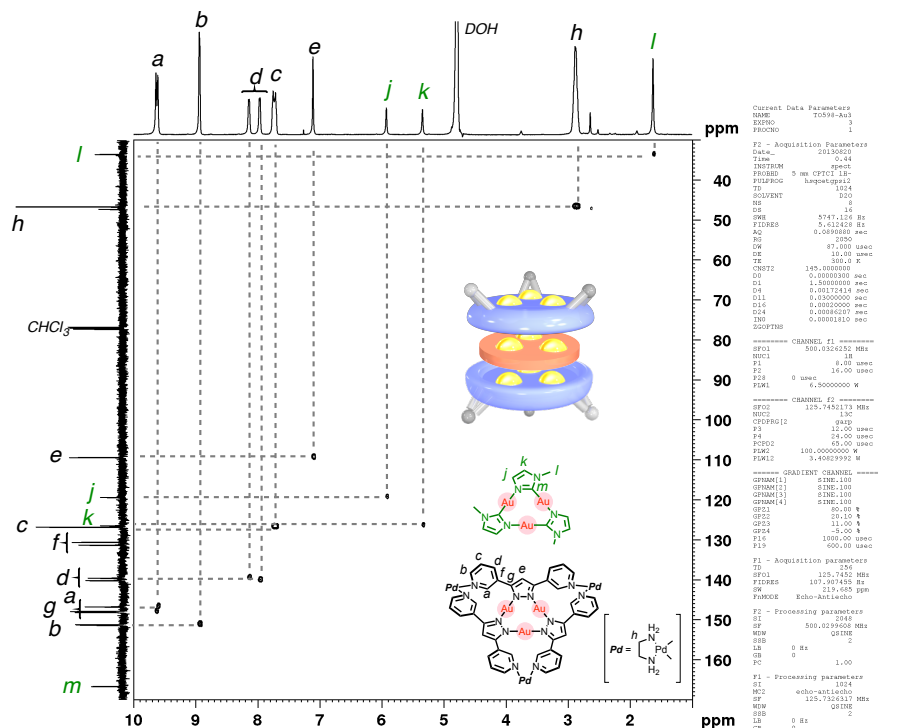 a
b
d
c
e
j
k
DOH
h
l
ppm
l
h
CHCl3
e
j
k
c
f
d
a
g
b
m
40
50
60
70
80
90
100
110
120
130
140
150
160
10 9 8 7 6 5 4 3 2
ppm
k
j
l
N
N
m
Au
Au
N
N
N
N
Au
c
b
d
a
f
g
e
N
Pd
N
N
N
N
Pd
N
Au
Au
N
N
Au
N
N
N
N
Pd
h
NH2
Pd =
Pd
N
H2
Current Data Parameters
NAME TO598-Au3
EXPNO 3
PROCNO 1
F2 - Acquisition Parameters
Date_ 20130820
Time 0.44
INSTRUM spect
PROBHD 5 mm CPTCI 1H-
PULPROG hsqcetgpsi2
TD 1024
SOLVENT D2O
NS 8
DS 16
SWH 5747.126 Hz
FIDRES 5.612428 Hz
AQ 0.0890880 sec
RG 2050
DW 87.000 usec
DE 10.00 usec
TE 300.0 K
CNST2 145.0000000
D0 0.00000300 sec
D1 1.50000000 sec
D4 0.00172414 sec
D11 0.03000000 sec
D16 0.00020000 sec
D24 0.00086207 sec
IN0 0.00001810 sec
ZGOPTNS
======== CHANNEL f1 ========
SFO1 500.0326252 MHz
NUC1 1H
P1 8.00 usec
P2 16.00 usec
P28 0 usec
PLW1 6.50000000 W
======== CHANNEL f2 ========
SFO2 125.7452173 MHz
NUC2 13C
CPDPRG[2 garp
P3 12.00 usec
P4 24.00 usec
PCPD2 65.00 usec
PLW2 100.00000000 W
PLW12 3.40829992 W
====== GRADIENT CHANNEL =====
GPNAM[1] SINE.100
GPNAM[2] SINE.100
GPNAM[3] SINE.100
GPNAM[4] SINE.100
GPZ1 80.00 %
GPZ2 20.10 %
GPZ3 11.00 %
GPZ4 -5.00 %
P16 1000.00 usec
P19 600.00 usec
F1 - Acquisition parameters
TD 256
SFO1 125.7452 MHz
FIDRES 107.907455 Hz
SW 219.685 ppm
FnMODE Echo-Antiecho
F2 - Processing parameters
SI 2048
SF 500.0299608 MHz
WDW QSINE
SSB 2
LB 0 Hz
GB 0
PC 1.00
F1 - Processing parameters
SI 1024
MC2 echo-antiecho
SF 125.7326317 MHz
WDW QSINE
SSB 2
LB 0 Hz